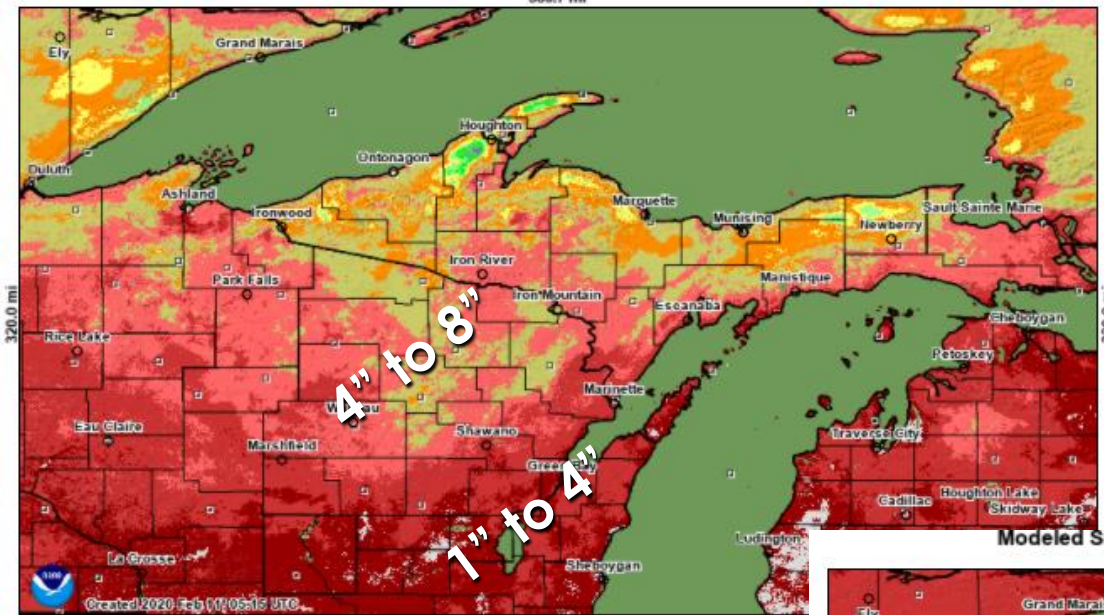 Ely
Grand Marais
Houghton
Ontonagon
Duluth
Ashland
Ironwood
Marquette
Munising
Sault Sainte Marie
Newberry
Iron River
Park Falls
Manistique
Iron Mountain
Escanaba
320.0 mi
4” to 8”
Cheboygan
Rice Lake
Petoskey
Marinette
Eau Claire
Shawano
Marshfield
Traverse City
Green Bay
1” to 4”
Cadillac
Houghton Lake
Skidway Lake
Ludington
Modeled S
La Crosse
Sheboygan
Created 2020 Feb 11 05:15 UTC
Ely
Grand Marais